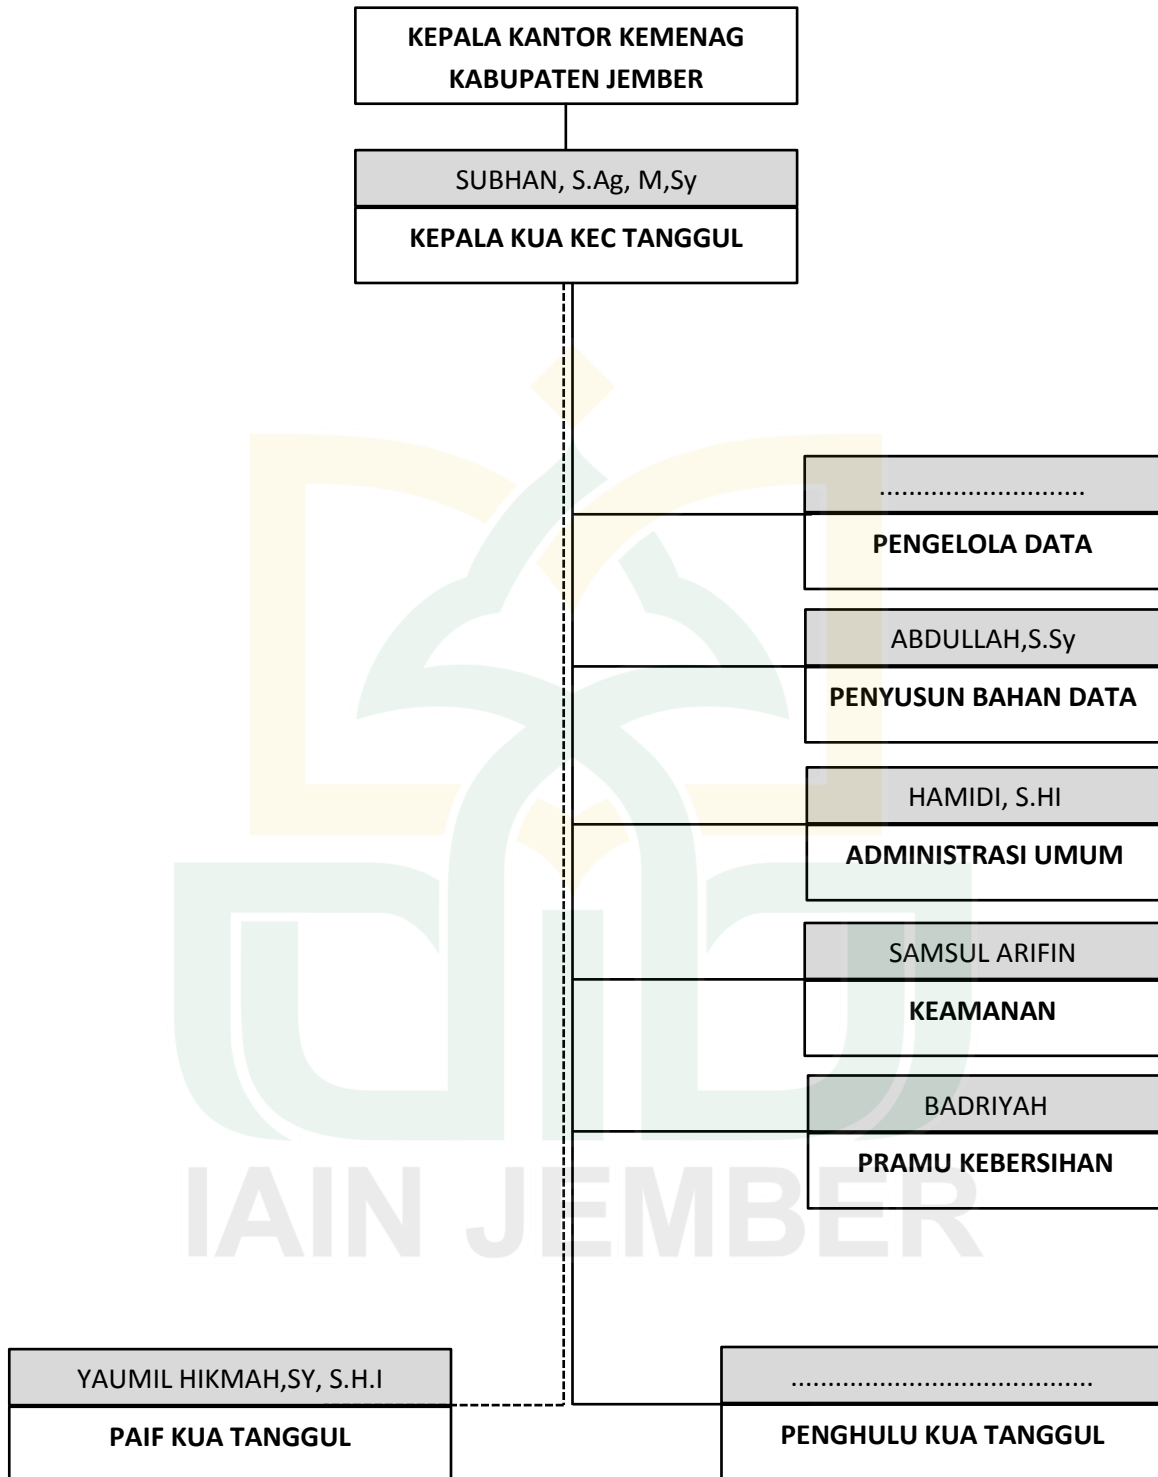 KEPALA KANTOR KEMENAG
KABUPATEN JEMBER
SUBHAN, S.Ag, M,Sy
KEPALA KUA KEC TANGGUL
............................
PENGELOLA DATA
ABDULLAH,S.Sy
PENYUSUN BAHAN DATA
HAMIDI, S.HI
ADMINISTRASI UMUM
SAMSUL ARIFIN
KEAMANAN
BADRIYAH
PRAMU KEBERSIHAN
IAIN JEMBER
YAUMIL HIKMAH,SY, S.H.I
PAIF KUA TANGGUL
.........................................
PENGHULU KUA TANGGUL